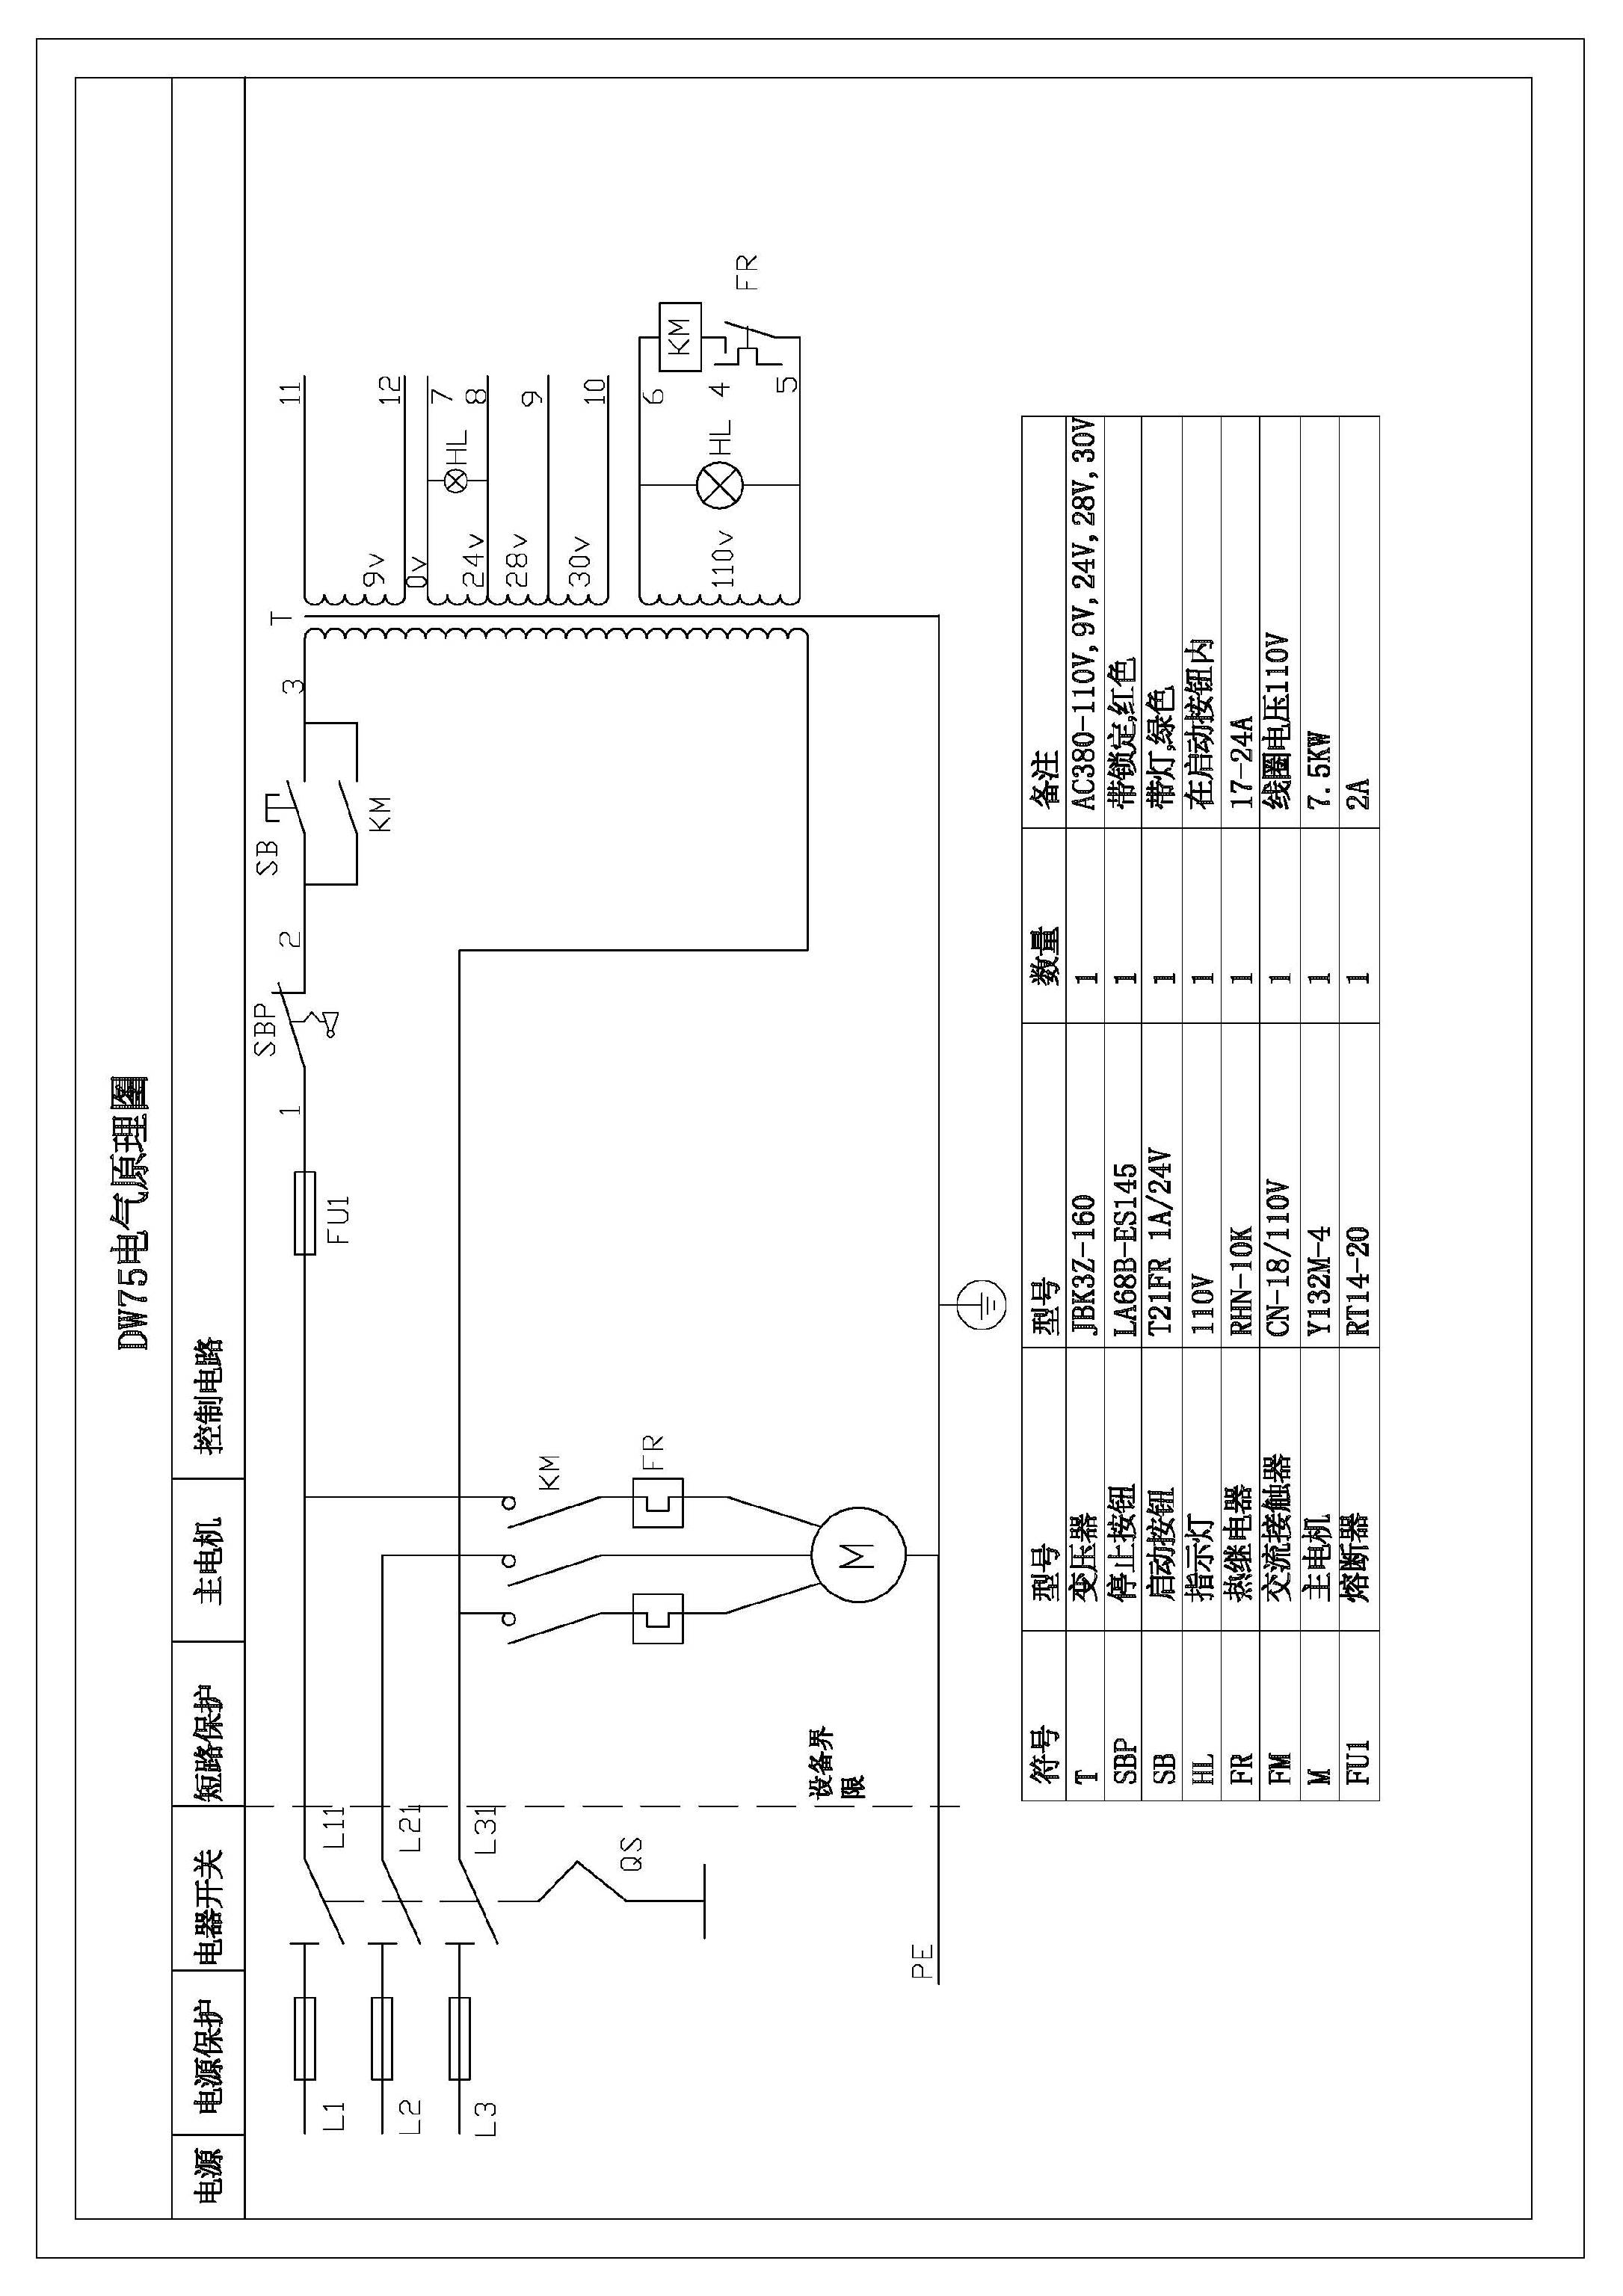 DW75电气原理图
电源 电源保护 电器开关 短路保护 主电机 控制电路
L1
L2
L3
L11
L21
L31
QS
PE
设备界
限
KM
FR
M
FU1
1
SBP
2
SB
KM
3
T
11
9v
12
0v
7
HL
24v
8
28v
9
30v
10
6
110v
HL
KM
4
FR
5
符号 型号 型号 数量 备注
T 变压器 JBK3Z-160 1 AC380-110V,9V,24V,28V,30V
SBP 停止按钮 LA68B-ES145 1 带锁定,红色
SB 启动按钮 T21FR 1A/24V 1 带灯,绿色
HL 指示灯 110V 1 在启动按钮内
FR 热继电器 RHN-10K 1 17-24A
FM 交流接触器 CN-18/110V 1 线圈电压110V
M 主电机 Y132M-4 1 7.5KW
FU1 熔断器 RT14-20 1 2A